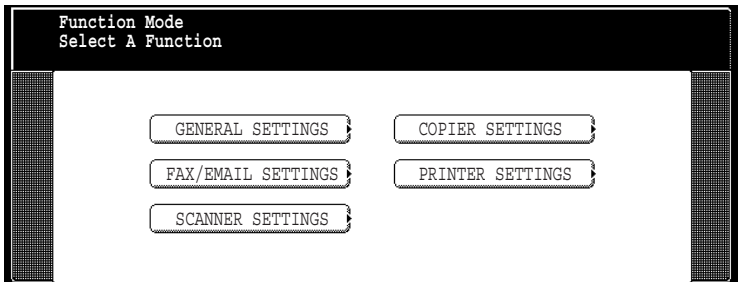 Function Mode
Select A Function
GENERAL SETTINGS
COPIER SETTINGS
FAX/EMAIL SETTINGS
PRINTER SETTINGS
SCANNER SETTINGS